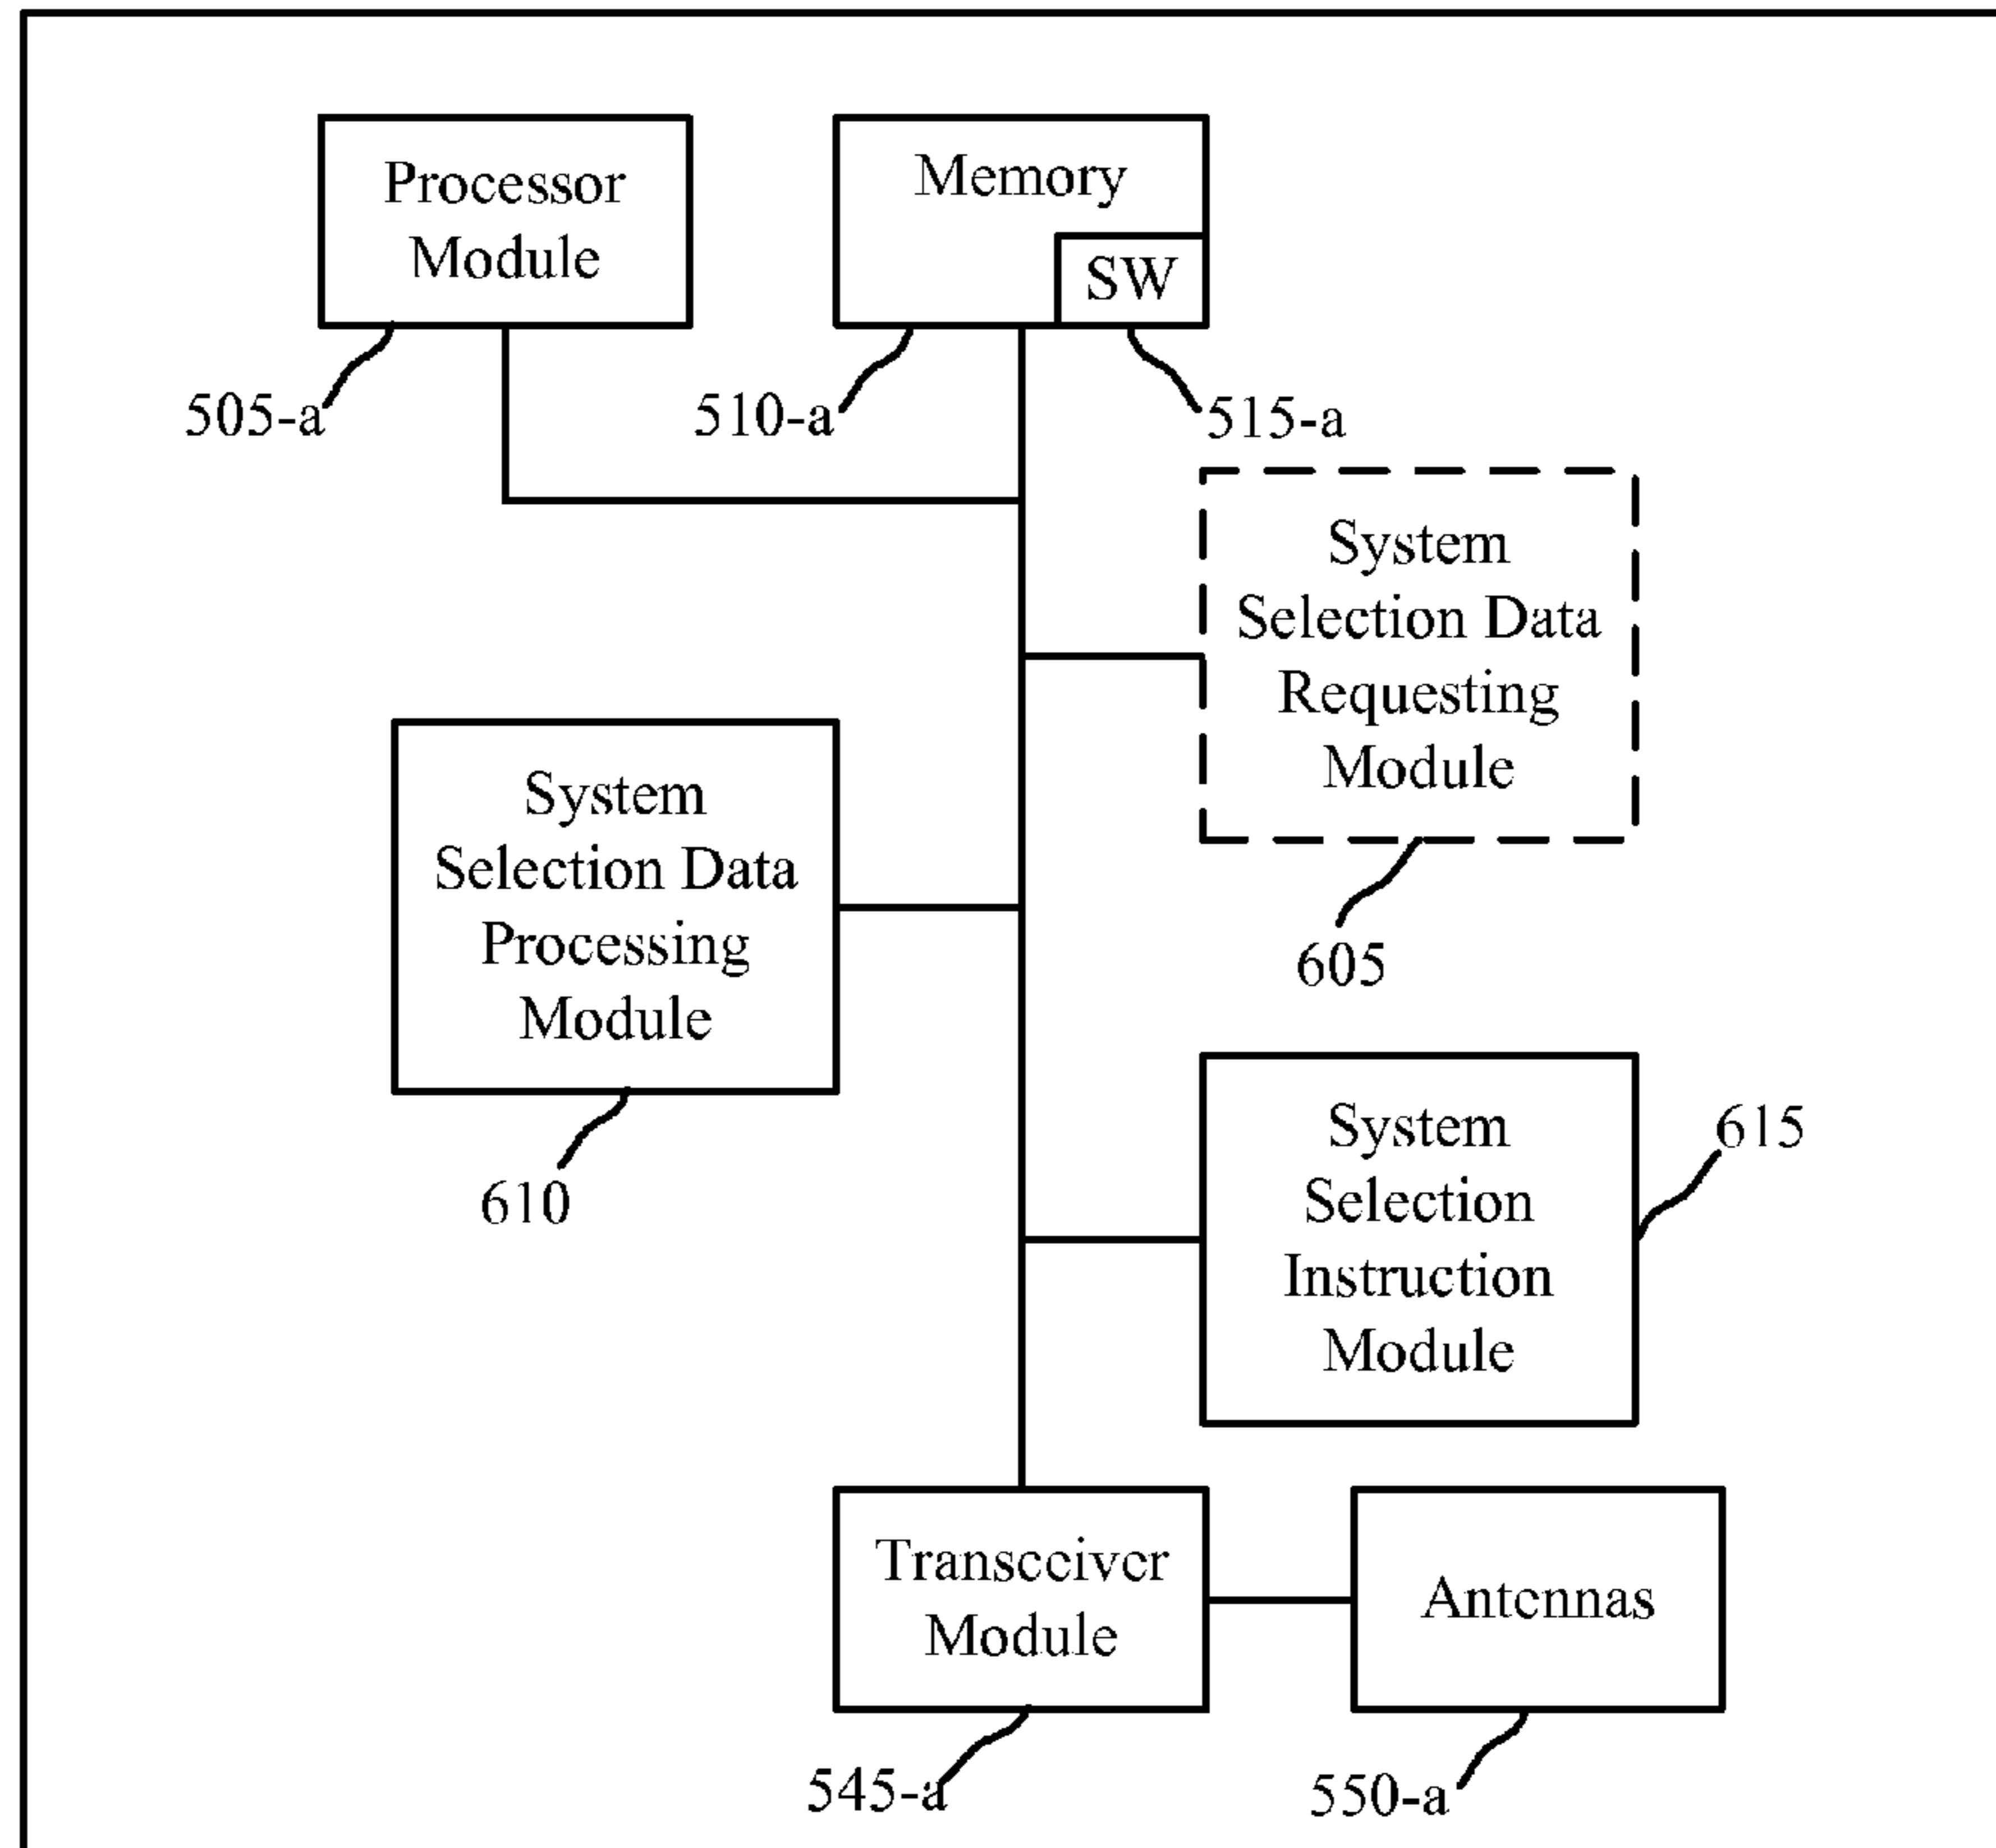 Processor
Module
Memory
SW
505-a
510-a
515-a
System
Selection Data
Requesting
Module
605
System
Selection Data
Processing
Module
610
System
Selection
Instruction
Module
615
Transceiver
Module
Antennas
545-a
550-a